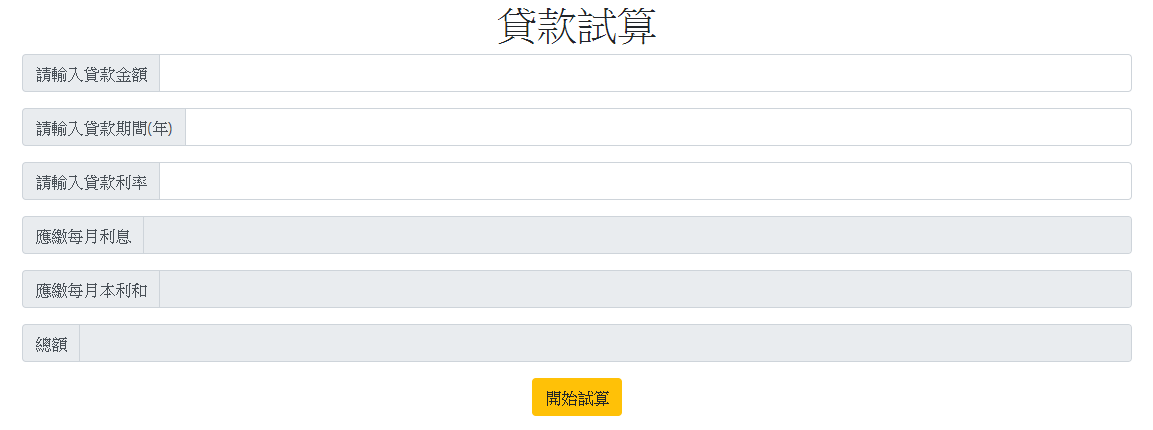 貸款試算
請輸入貸款金額
請輸入貸款期間(年)
請輸入貸款利率
應繳每月利息
應繳每月本利和
總額
開始試算